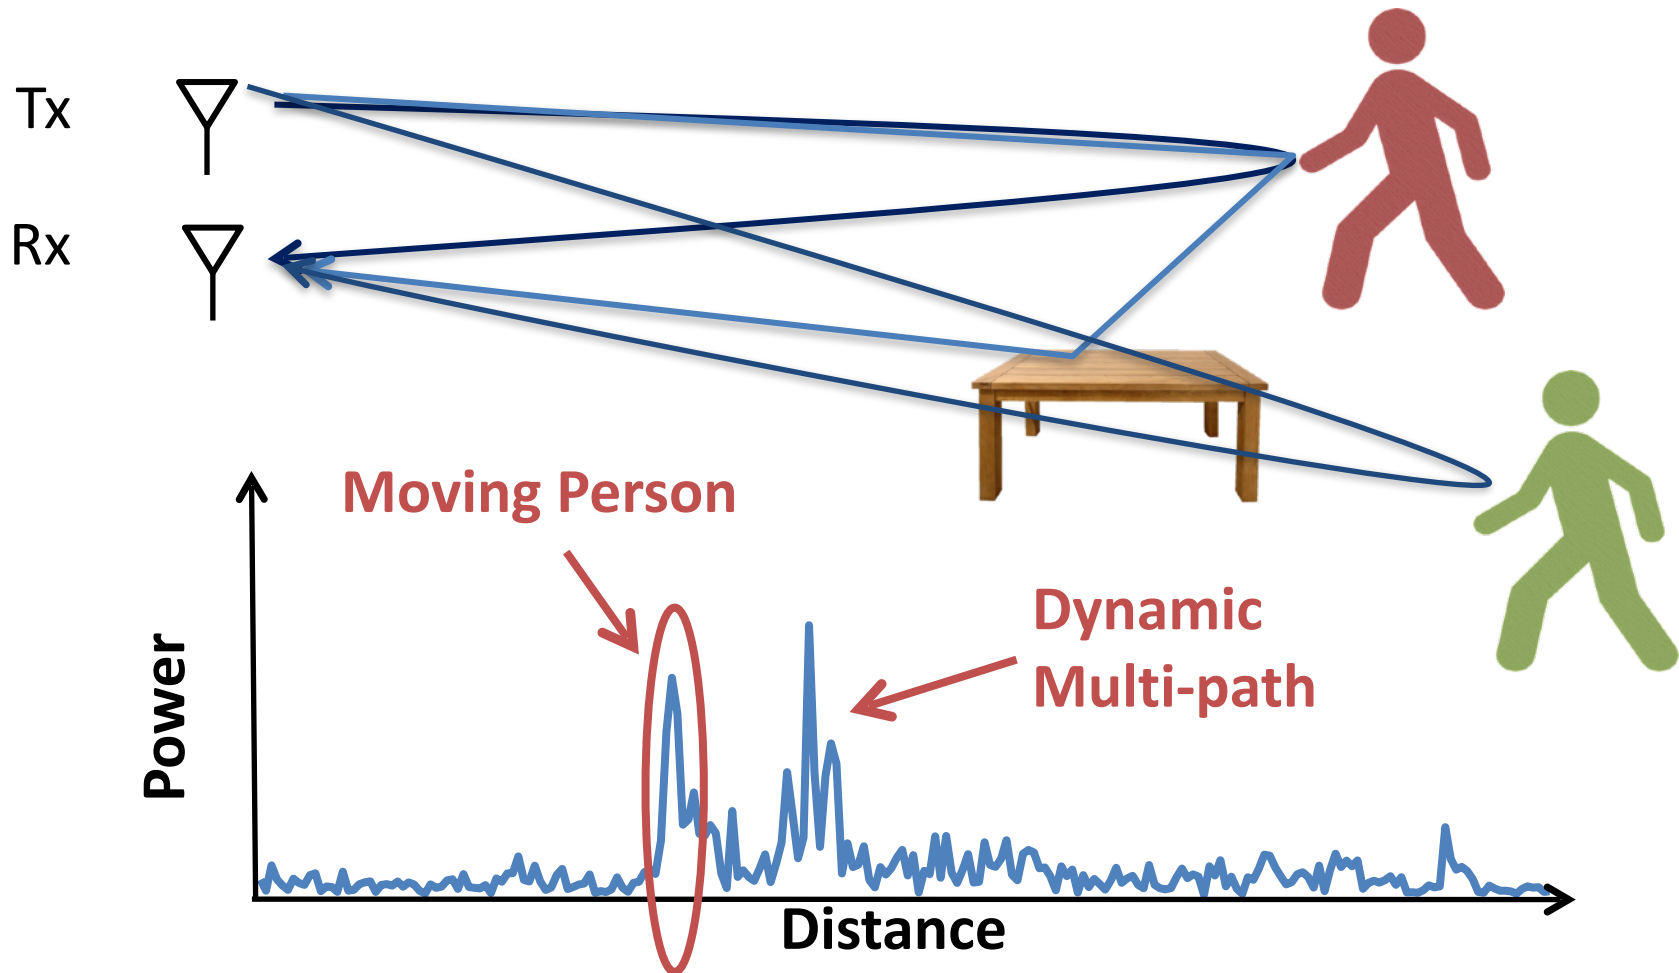 Tx
Rx
Moving Person
Dynamic
Multi-path
Power
Distance